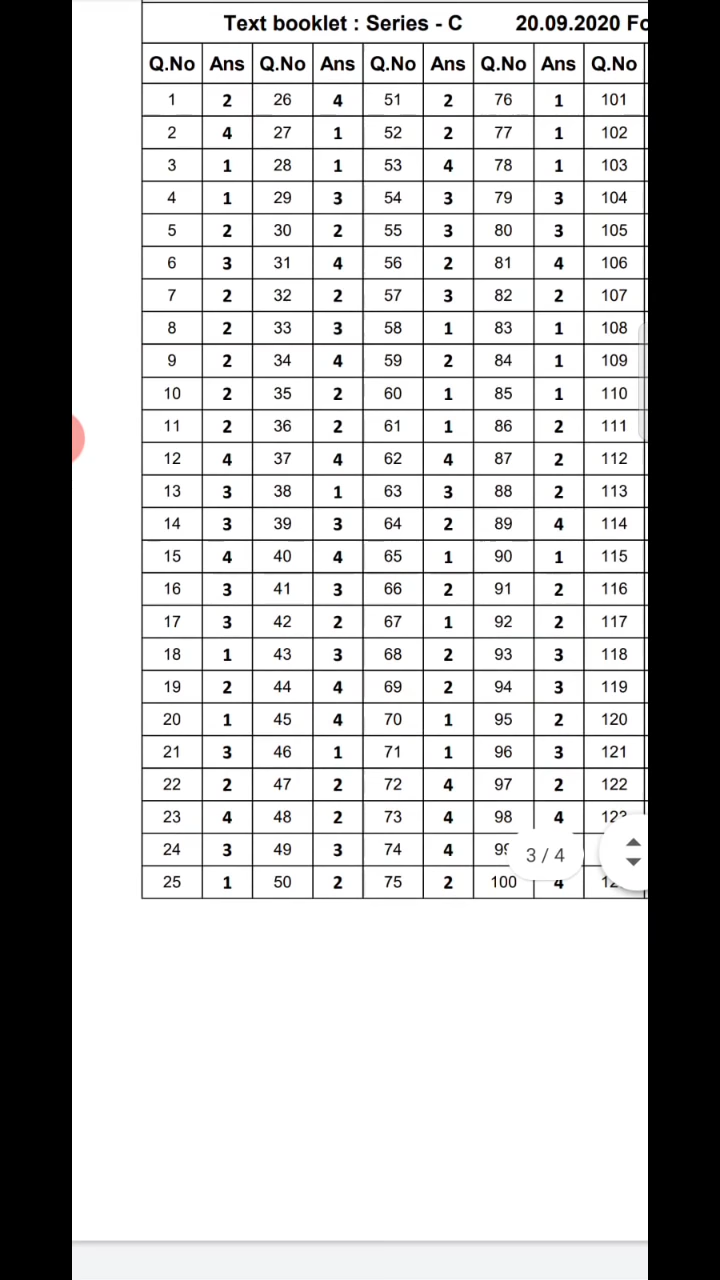 Text booklet : Series - C 20.09.2020
Q.No Ans Q.No Ans Q.No Ans Q.No Ans Q.No
1 2 26 4 51 2 76 1 101
2 4 27 1 52 2 77 1 102
3 1 28 1 53 4 78 1 103
4 1 29 3 54 3 79 3 104
5 2 30 2 55 3 80 3 105
6 3 31 4 56 2 81 4 106
7 2 32 2 57 3 82 2 107
8 2 33 3 58 1 83 1 108
9 2 34 4 59 2 84 1 109
10 2 35 2 60 1 85 1 110
11 2 36 2 61 1 86 2 111
12 4 37 4 62 4 87 2 112
13 3 38 1 63 3 88 2 113
14 3 39 3 64 2 89 4 114
15 4 40 4 65 1 90 1 115
16 3 41 3 66 2 91 2 116
17 3 42 2 67 1 92 2 117
18 1 43 3 68 2 93 3 118
19 2 44 4 69 2 94 3 119
20 1 45 4 70 1 95 2 120
21 3 46 1 71 1 96 3 121
22 2 47 2 72 4 97 2 122
23 4 48 2 73 4 98 4
24 3 49 3 74 4 3 / 4
25 1 50 2 75 2 100 4